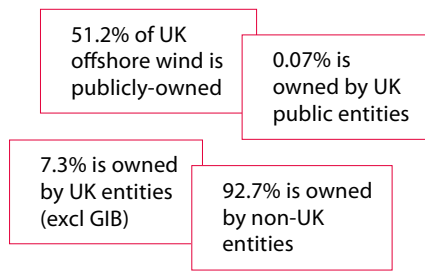 51.2% of UK
offshore wind is
publicly-owned
0.07% is
owned by UK
public entities
7.3% is owned
by UK entities
(excl GIB)
92.7% is owned
by non-UK
entities